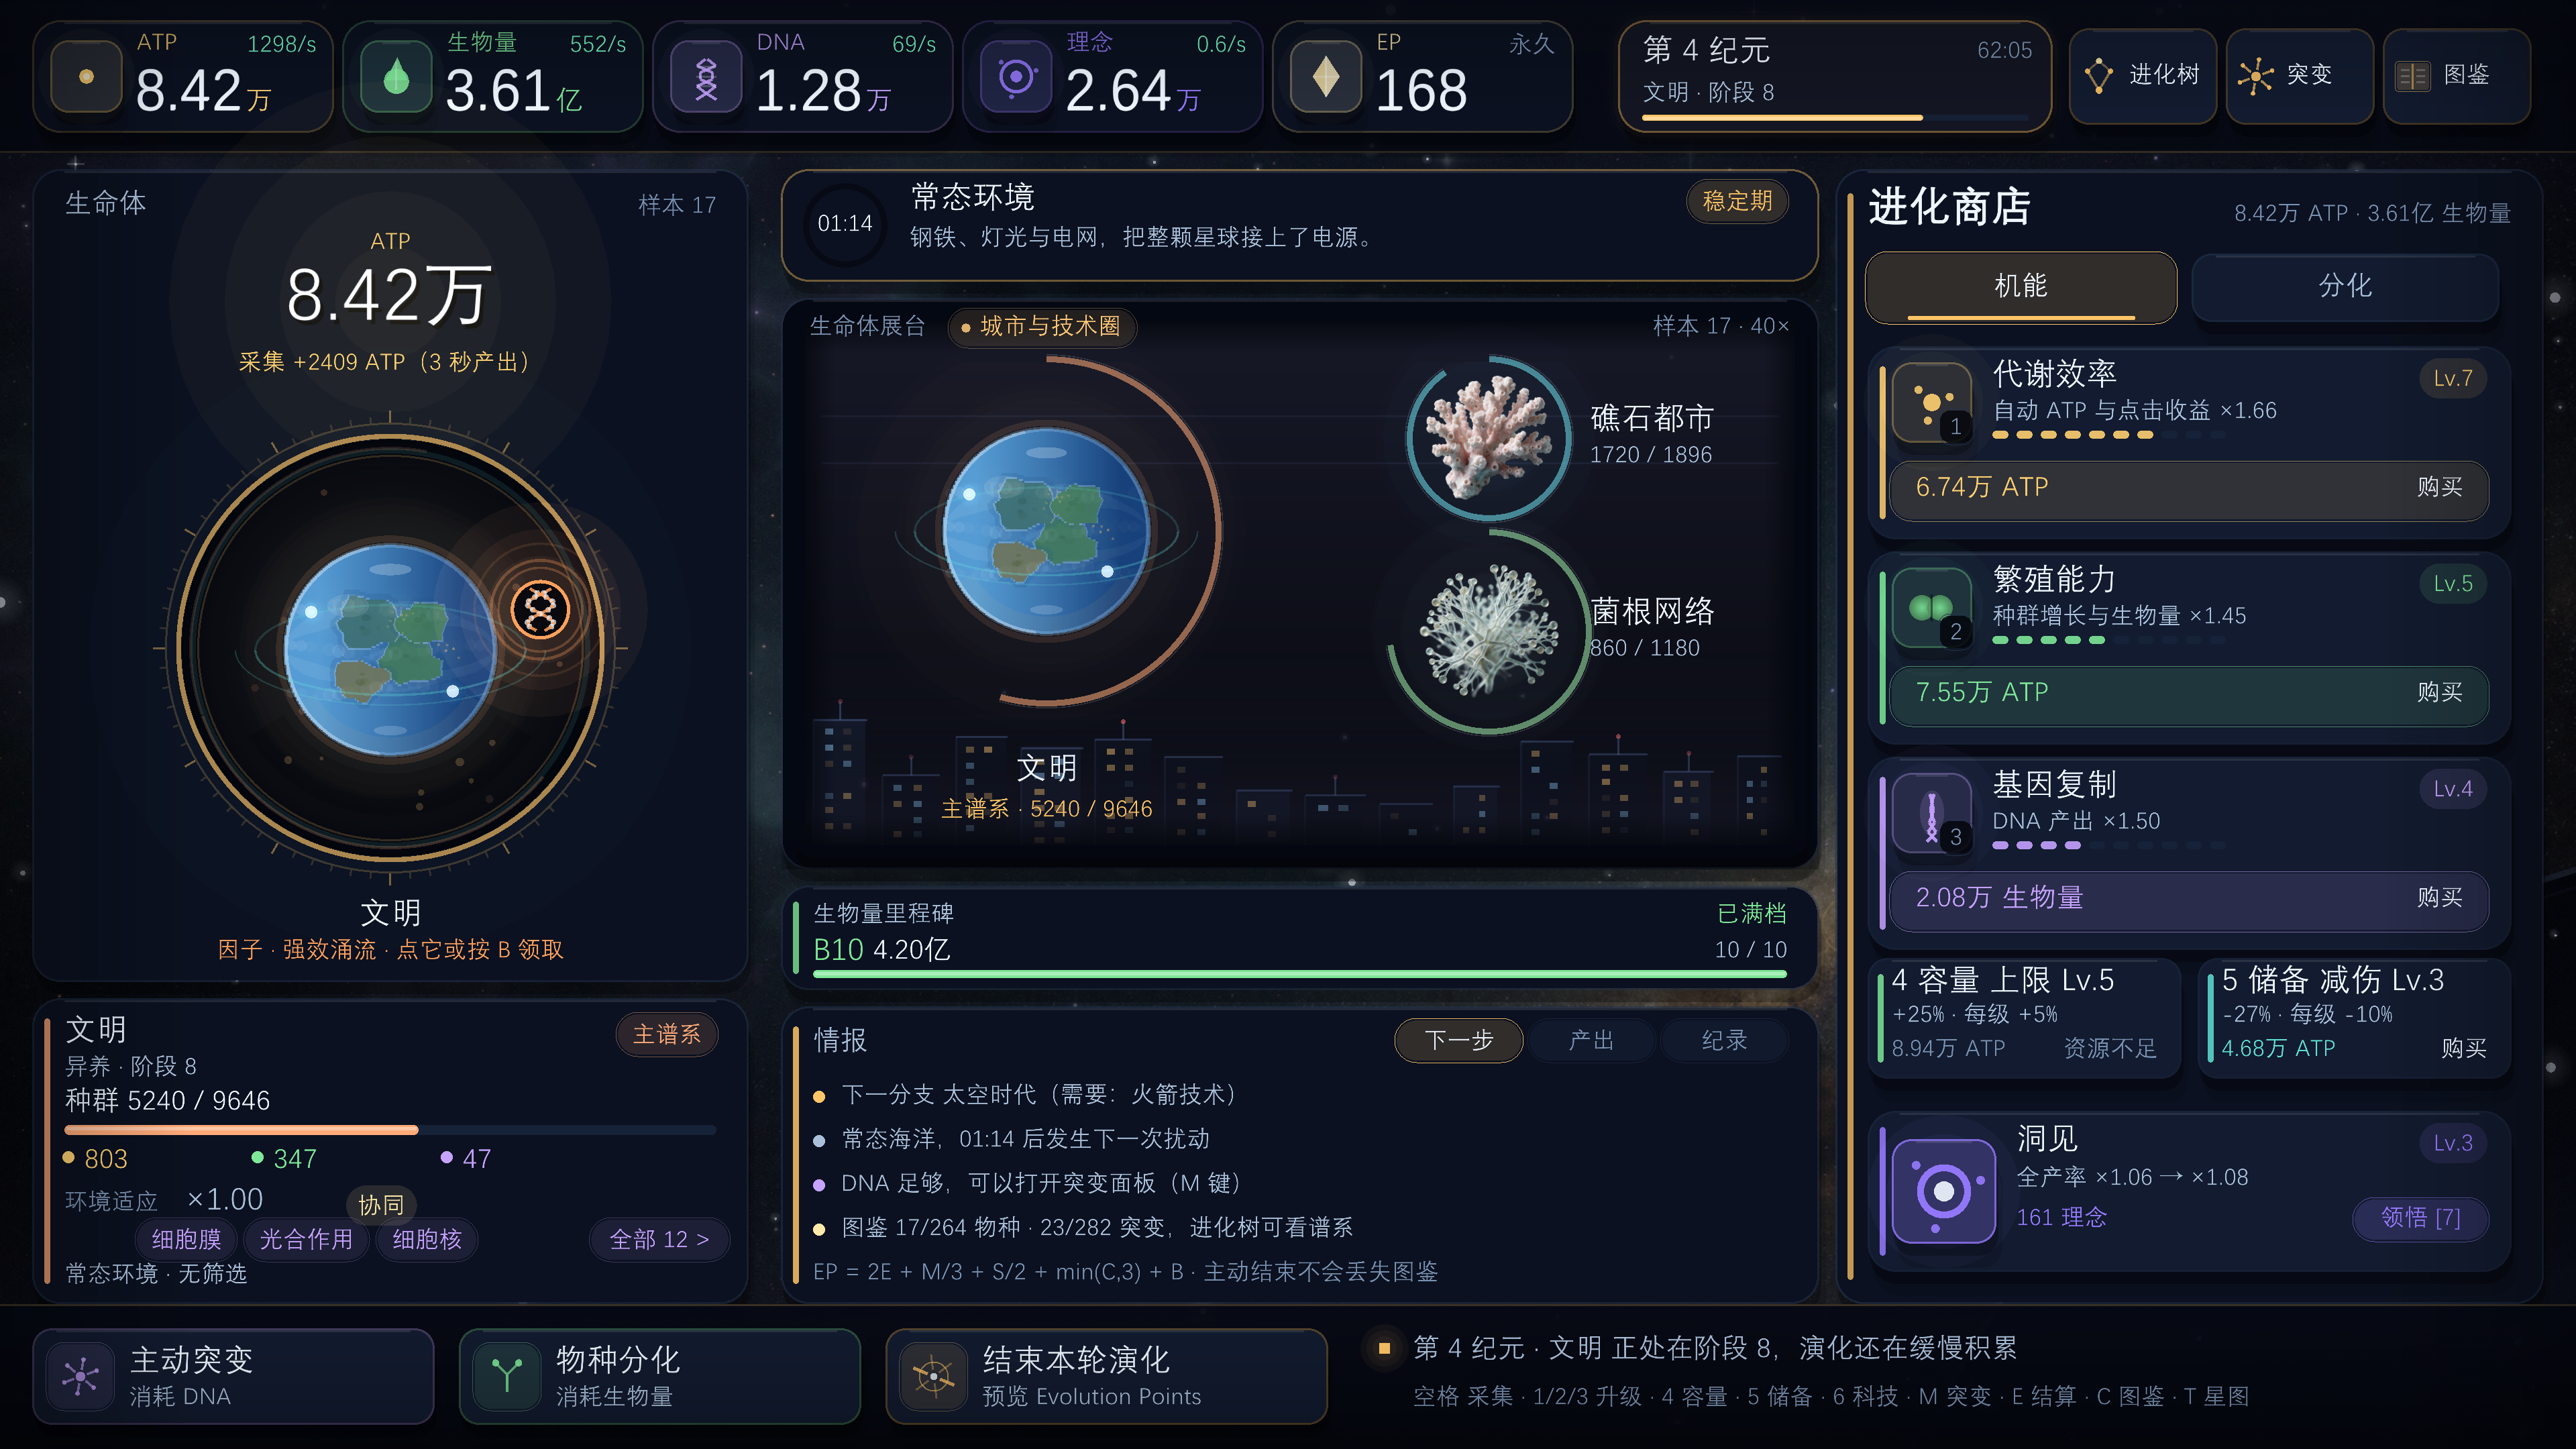 ATP 1298/s
8.42万
生物量 552/s
3.61亿
DNA 69/s
1.28万
理念 0.6/s
2.64万
EP 永久
168
第 4 纪元 62:05
文明 · 阶段 8
进化树
突变
图鉴
生命体 样本 17
ATP
8.42万
采集 +2409 ATP（3 秒产出）
文明
因子 · 强效涌流 · 点它或按 B 领取
文明 主谱系
异养 · 阶段 8
种群 5240 / 9646
803 347 47
环境适应 ×1.00 协同
细胞膜 光合作用 细胞核 全部 12 >
常态环境 · 无筛选
01:14
常态环境 稳定期
钢铁、灯光与电网，把整颗星球接上了电源。
生命体展台 城市与技术圈 样本 17 · 40×
礁石都市
1720 / 1896
菌根网络
860 / 1180
文明
主谱系 · 5240 / 9646
生物量里程碑 已满档
B10 4.20亿 10 / 10
情报 下一步 产出 纪录
下一分支 太空时代（需要：火箭技术）
常态海洋，01:14 后发生下一次扰动
DNA 足够，可以打开突变面板（M 键）
图鉴 17/264 物种 · 23/282 突变，进化树可看谱系
EP = 2E + M/3 + S/2 + min(C,3) + B · 主动结束不会丢失图鉴
进化商店 8.42万 ATP · 3.61亿 生物量
机能 分化
代谢效率 Lv.7
自动 ATP 与点击收益 ×1.66
1
6.74万 ATP 购买
繁殖能力 Lv.5
种群增长与生物量 ×1.45
2
7.55万 ATP 购买
基因复制 Lv.4
DNA 产出 ×1.50
3
2.08万 生物量 购买
4 容量 上限 Lv.5
+25% · 每级 +5%
8.94万 ATP 资源不足
5 储备 减伤 Lv.3
-27% · 每级 -10%
4.68万 ATP 购买
洞见 Lv.3
全产率 ×1.06 → ×1.08
161 理念 领悟 [7]
主动突变
消耗 DNA
物种分化
消耗生物量
结束本轮演化
预览 Evolution Points
第 4 纪元 · 文明 正处在阶段 8，演化还在缓慢积累
空格 采集 · 1/2/3 升级 · 4 容量 · 5 储备 · 6 科技 · M 突变 · E 结算 · C 图鉴 · T 星图